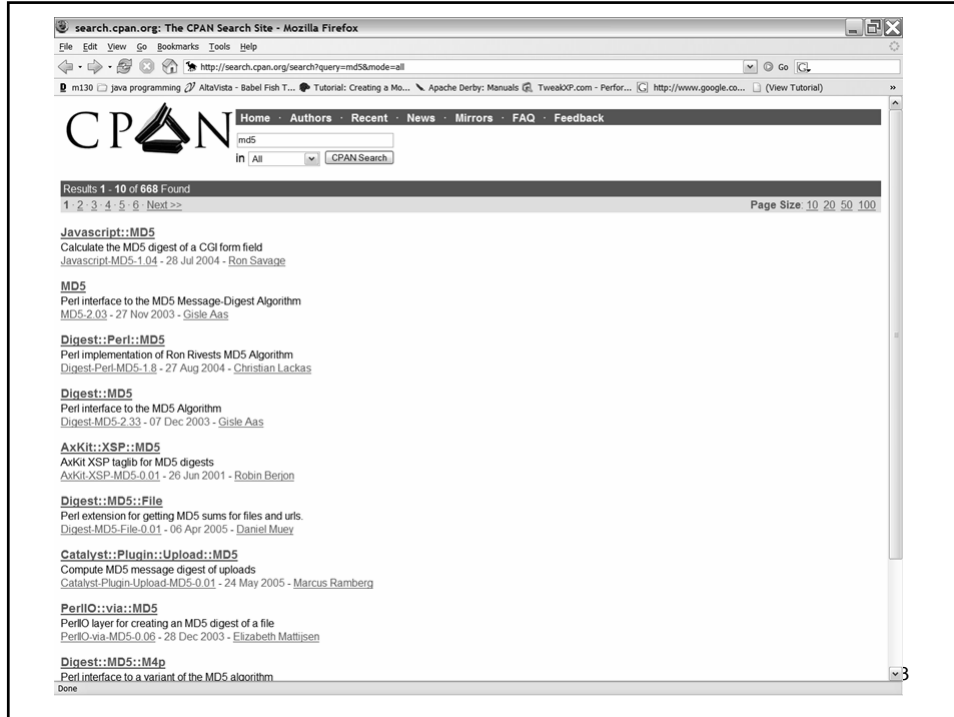 search.cpan.org: The CPAN Search Site - Mozilla Firefox
File Edit View Go Bookmarks Tools Help
http://search.cpan.org/search?query=md5&mode=all
Go
m130 java programming AltaVista - Babel Fish T... Tutorial: Creating a Mo... Apache Derby: Manuals TweakXP.com - Perfor... http://www.google.co... (View Tutorial) »
CPAN
Home · Authors · Recent · News · Mirrors · FAQ · Feedback
md5
in All CPAN Search
Results 1 - 10 of 668 Found
1 · 2 · 3 · 4 · 5 · 6 · Next >> Page Size: 10 20 50 100
Javascript::MD5
Calculate the MD5 digest of a CGI form field
Javascript-MD5-1.04 - 28 Jul 2004 - Ron Savage
MD5
Perl interface to the MD5 Message-Digest Algorithm
MD5-2.03 - 27 Nov 2003 - Gisle Aas
Digest::Perl::MD5
Perl implementation of Ron Rivests MD5 Algorithm
Digest-Perl-MD5-1.8 - 27 Aug 2004 - Christian Lackas
Digest::MD5
Perl interface to the MD5 Algorithm
Digest-MD5-2.33 - 07 Dec 2003 - Gisle Aas
AxKit::XSP::MD5
AxKit XSP taglib for MD5 digests
AxKit-XSP-MD5-0.01 - 26 Jun 2001 - Robin Berjon
Digest::MD5::File
Perl extension for getting MD5 sums for files and urls.
Digest-MD5-File-0.01 - 06 Apr 2005 - Daniel Muey
Catalyst::Plugin::Upload::MD5
Compute MD5 message digest of uploads
Catalyst-Plugin-Upload-MD5-0.01 - 24 May 2005 - Marcus Ramberg
PerlIO::via::MD5
PerlIO layer for creating an MD5 digest of a file
PerlIO-via-MD5-0.06 - 28 Dec 2003 - Elizabeth Mattijsen
Digest::MD5::M4p
Perl interface to a variant of the MD5 algorithm
Done